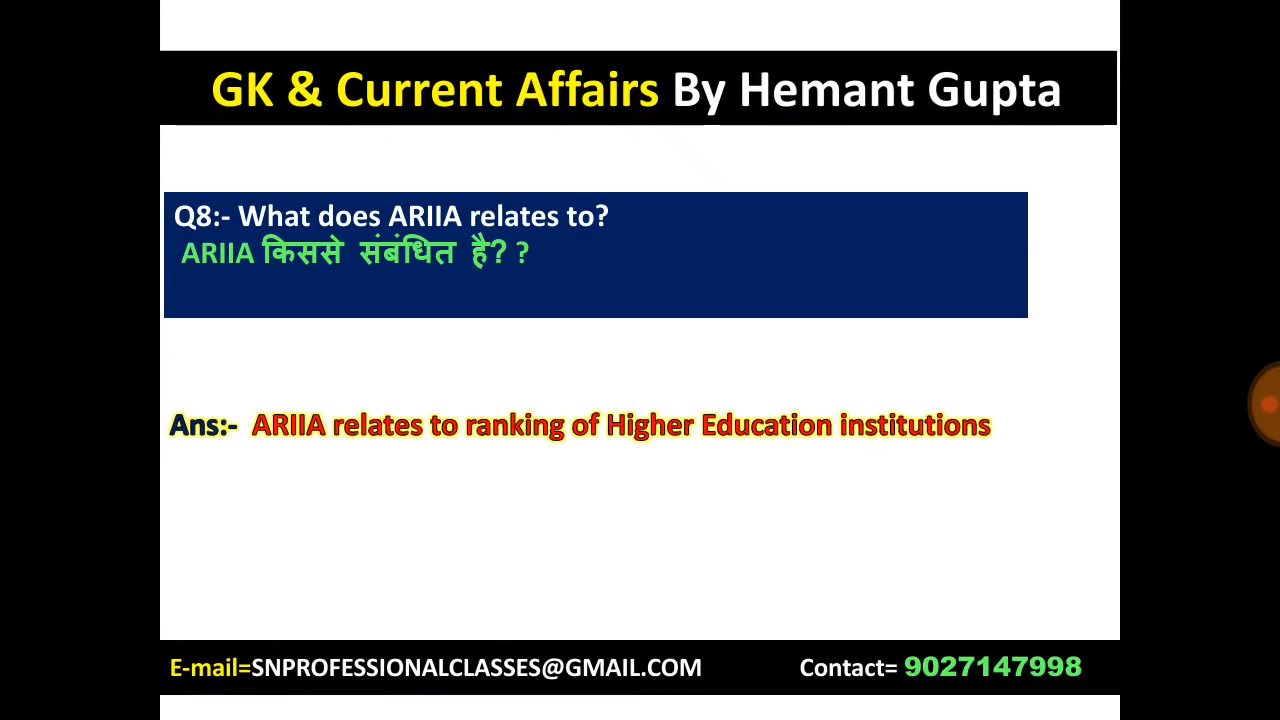 GK & Current Affairs By Hemant Gupta
Q8:- What does ARIIA relates to?
ARIIA किससे संबंधित है? ?
Ans:- ARIIA relates to ranking of Higher Education institutions
E-mail=SNPROFESSIONALCLASSES@GMAIL.COM Contact= 9027147998